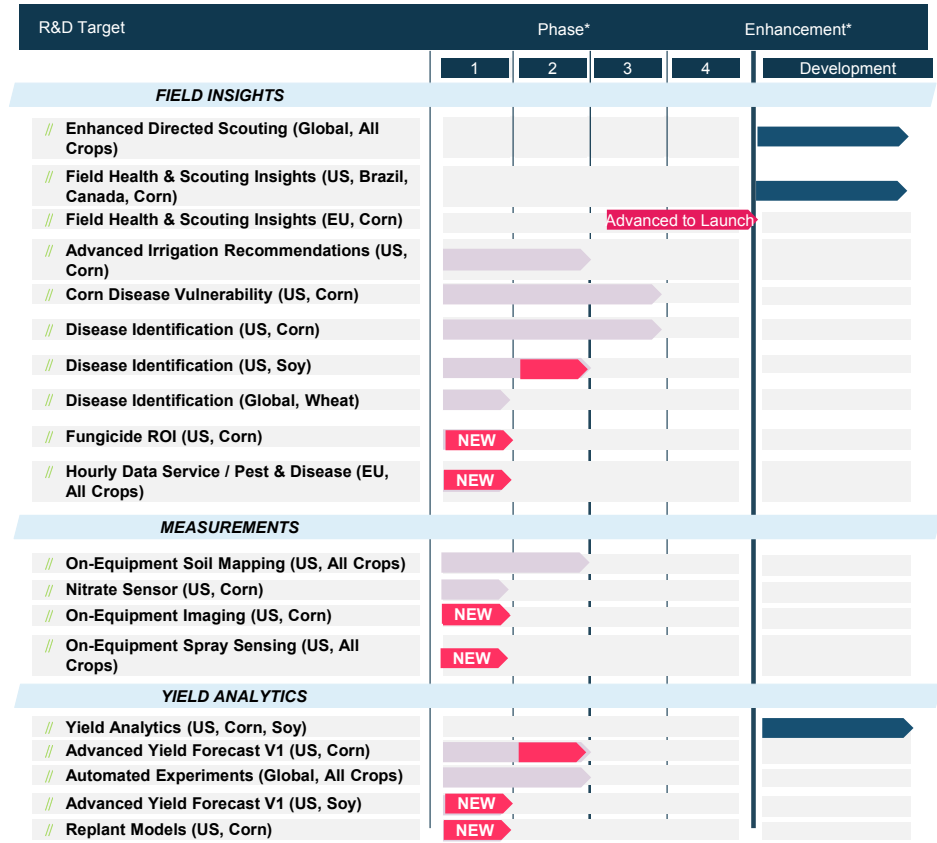 R&D Target Phase* Enhancement*
1 2 3 4 Development
FIELD INSIGHTS
// Enhanced Directed Scouting (Global, All
Crops)
// Field Health & Scouting Insights (US, Brazil,
Canada, Corn)
// Field Health & Scouting Insights (EU, Corn) Advanced to Launch
// Advanced Irrigation Recommendations (US,
Corn)
// Corn Disease Vulnerability (US, Corn)
// Disease Identification (US, Corn)
// Disease Identification (US, Soy)
// Disease Identification (Global, Wheat)
// Fungicide ROI (US, Corn) NEW
// Hourly Data Service / Pest & Disease (EU,
All Crops) NEW
MEASUREMENTS
// On-Equipment Soil Mapping (US, All Crops)
// Nitrate Sensor (US, Corn)
// On-Equipment Imaging (US, Corn) NEW
// On-Equipment Spray Sensing (US, All
Crops) NEW
YIELD ANALYTICS
// Yield Analytics (US, Corn, Soy)
// Advanced Yield Forecast V1 (US, Corn)
// Automated Experiments (Global, All Crops)
// Advanced Yield Forecast V1 (US, Soy) NEW
// Replant Models (US, Corn) NEW